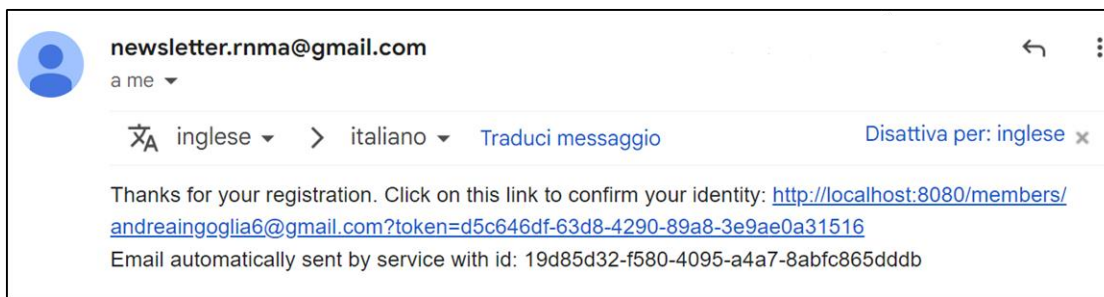 newsletter.rnma@gmail.com
a me
inglese > italiano Traduci messaggio Disattiva per: inglese ×
Thanks for your registration. Click on this link to confirm your identity: http://localhost:8080/members/
andreaingoglia6@gmail.com?token=d5c646df-63d8-4290-89a8-3e9ae0a31516
Email automatically sent by service with id: 19d85d32-f580-4095-a4a7-8abfc865dddb